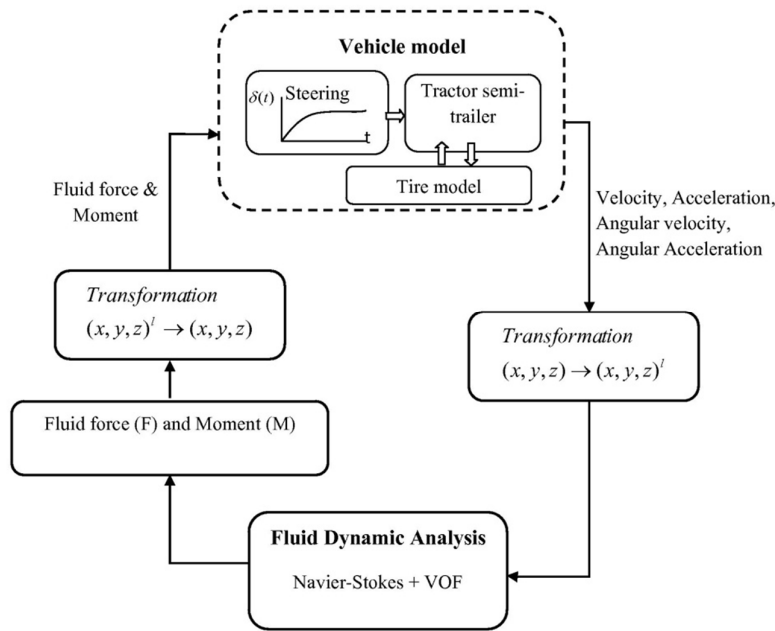 Vehicle model
δ(t) Steering
t
Tractor semi-
trailer
Tire model
Fluid force &
Moment
Velocity, Acceleration,
Angular velocity,
Angular Acceleration
Transformation
(x, y, z)^l → (x, y, z)
Transformation
(x, y, z) → (x, y, z)^l
Fluid force (F) and Moment (M)
Fluid Dynamic Analysis
Navier-Stokes + VOF